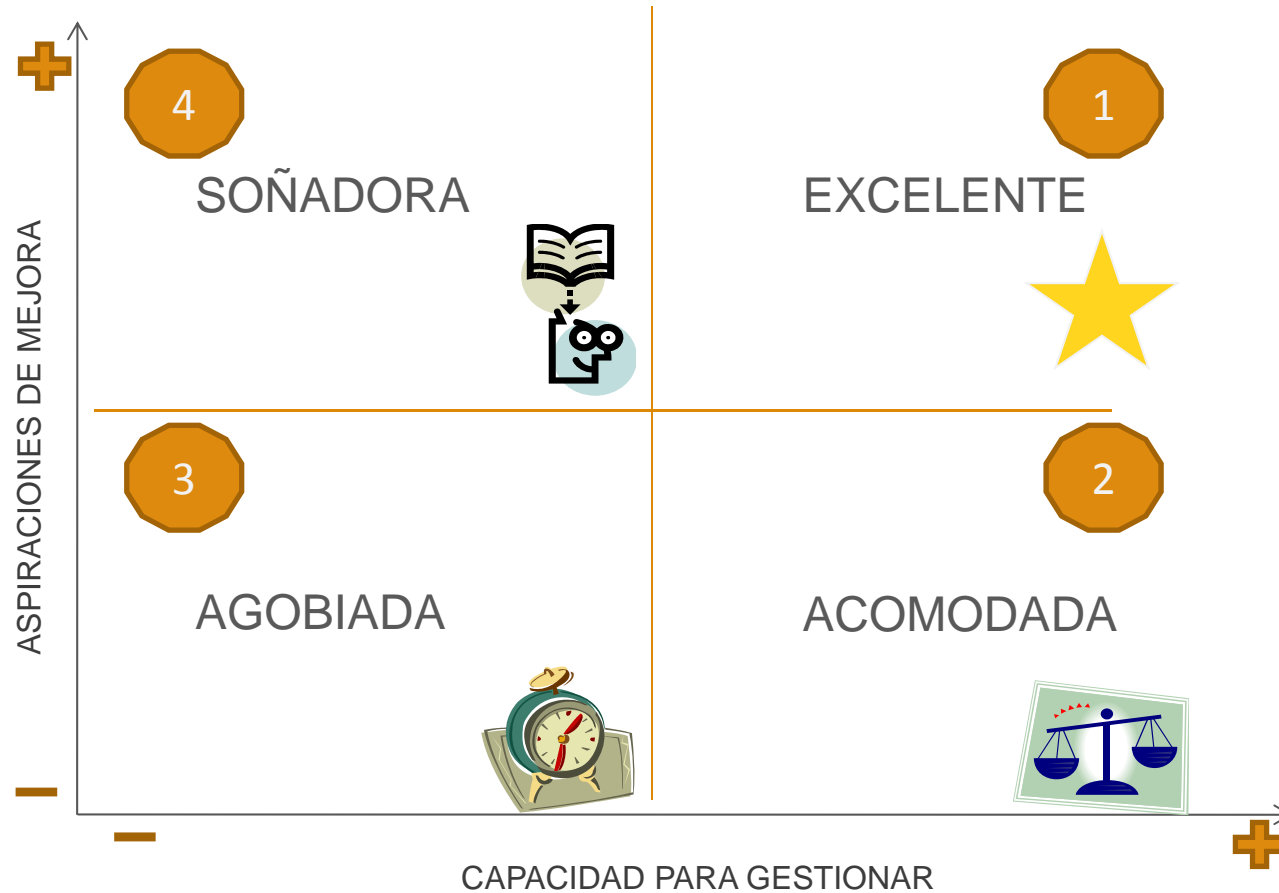 4
1
SOÑADORA
EXCELENTE
ASPIRACIONES DE MEJORA
3
2
AGOBIADA
ACOMODADA
CAPACIDAD PARA GESTIONAR